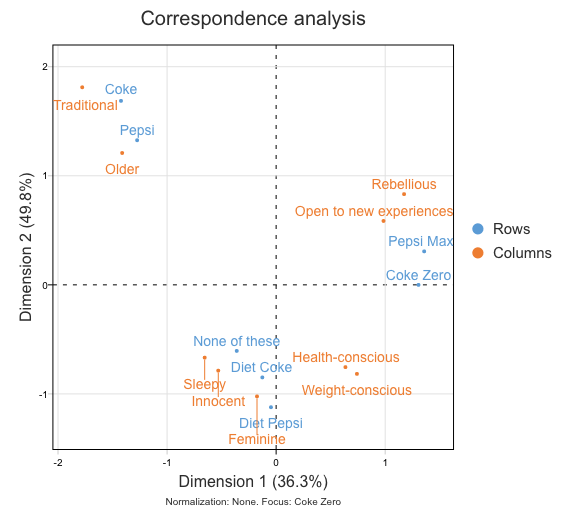 Correspondence analysis
2
Coke
Traditional
Pepsi
Older
1
Rebellious
Open to new experiences
Pepsi Max
Coke Zero
0
None of these
Health-conscious
Diet Coke
Sleepy
Weight-conscious
Innocent
-1
Diet Pepsi
Feminine
-2
-1
0
1
Dimension 2 (49.8%)
Dimension 1 (36.3%)
Rows
Columns
Normalization: None, Focus: Coke Zero